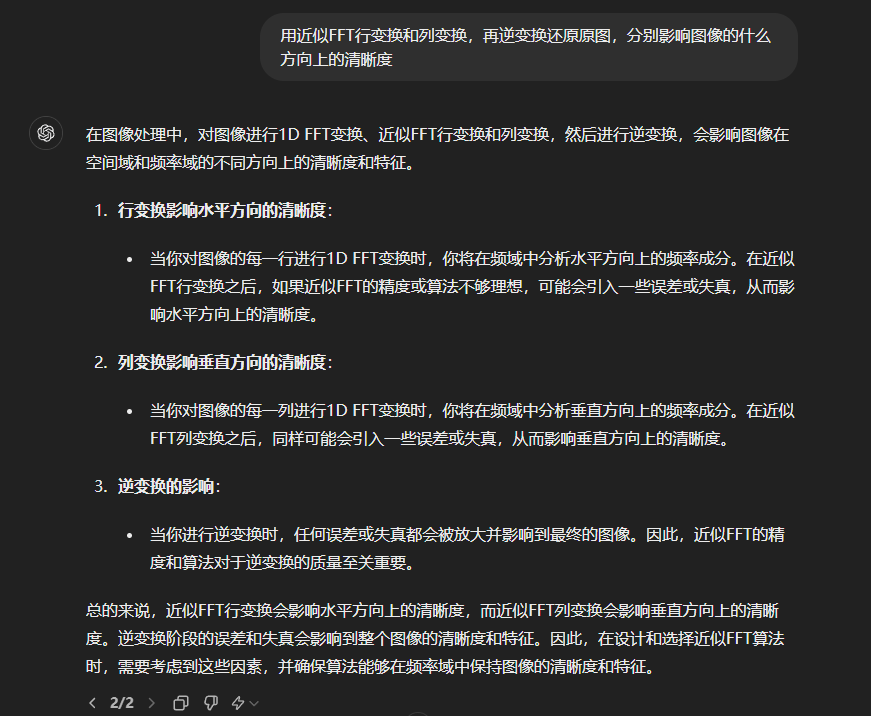 用近似FFT行变换和列变换，再逆变换还原原图，分别影响图像的什么
方向上的清晰度
在图像处理中，对图像进行1D FFT变换、近似FFT行变换和列变换，然后进行逆变换，会影响图像在
空间域和频率域的不同方向上的清晰度和特征。
1. 行变换影响水平方向的清晰度：
• 当你对图像的每一行进行1D FFT变换时，你将在频域中分析水平方向上的频率成分。在近似
FFT行变换之后，如果近似FFT的精度或算法不够理想，可能会引入一些误差或失真，从而影
响水平方向上的清晰度。
2. 列变换影响垂直方向的清晰度：
• 当你对图像的每一列进行1D FFT变换时，你将在频域中分析垂直方向上的频率成分。在近似
FFT列变换之后，同样可能会引入一些误差或失真，从而影响垂直方向上的清晰度。
3. 逆变换的影响：
• 当你进行逆变换时，任何误差或失真都会被放大并影响到最终的图像。因此，近似FFT的精
度和算法对于逆变换的质量至关重要。
总的来说，近似FFT行变换会影响水平方向上的清晰度，而近似FFT列变换会影响垂直方向上的清晰
度。逆变换阶段的误差和失真会影响到整个图像的清晰度和特征。因此，在设计和选择近似FFT算法
时，需要考虑到这些因素，并确保算法能够在频率域中保持图像的清晰度和特征。
2/2